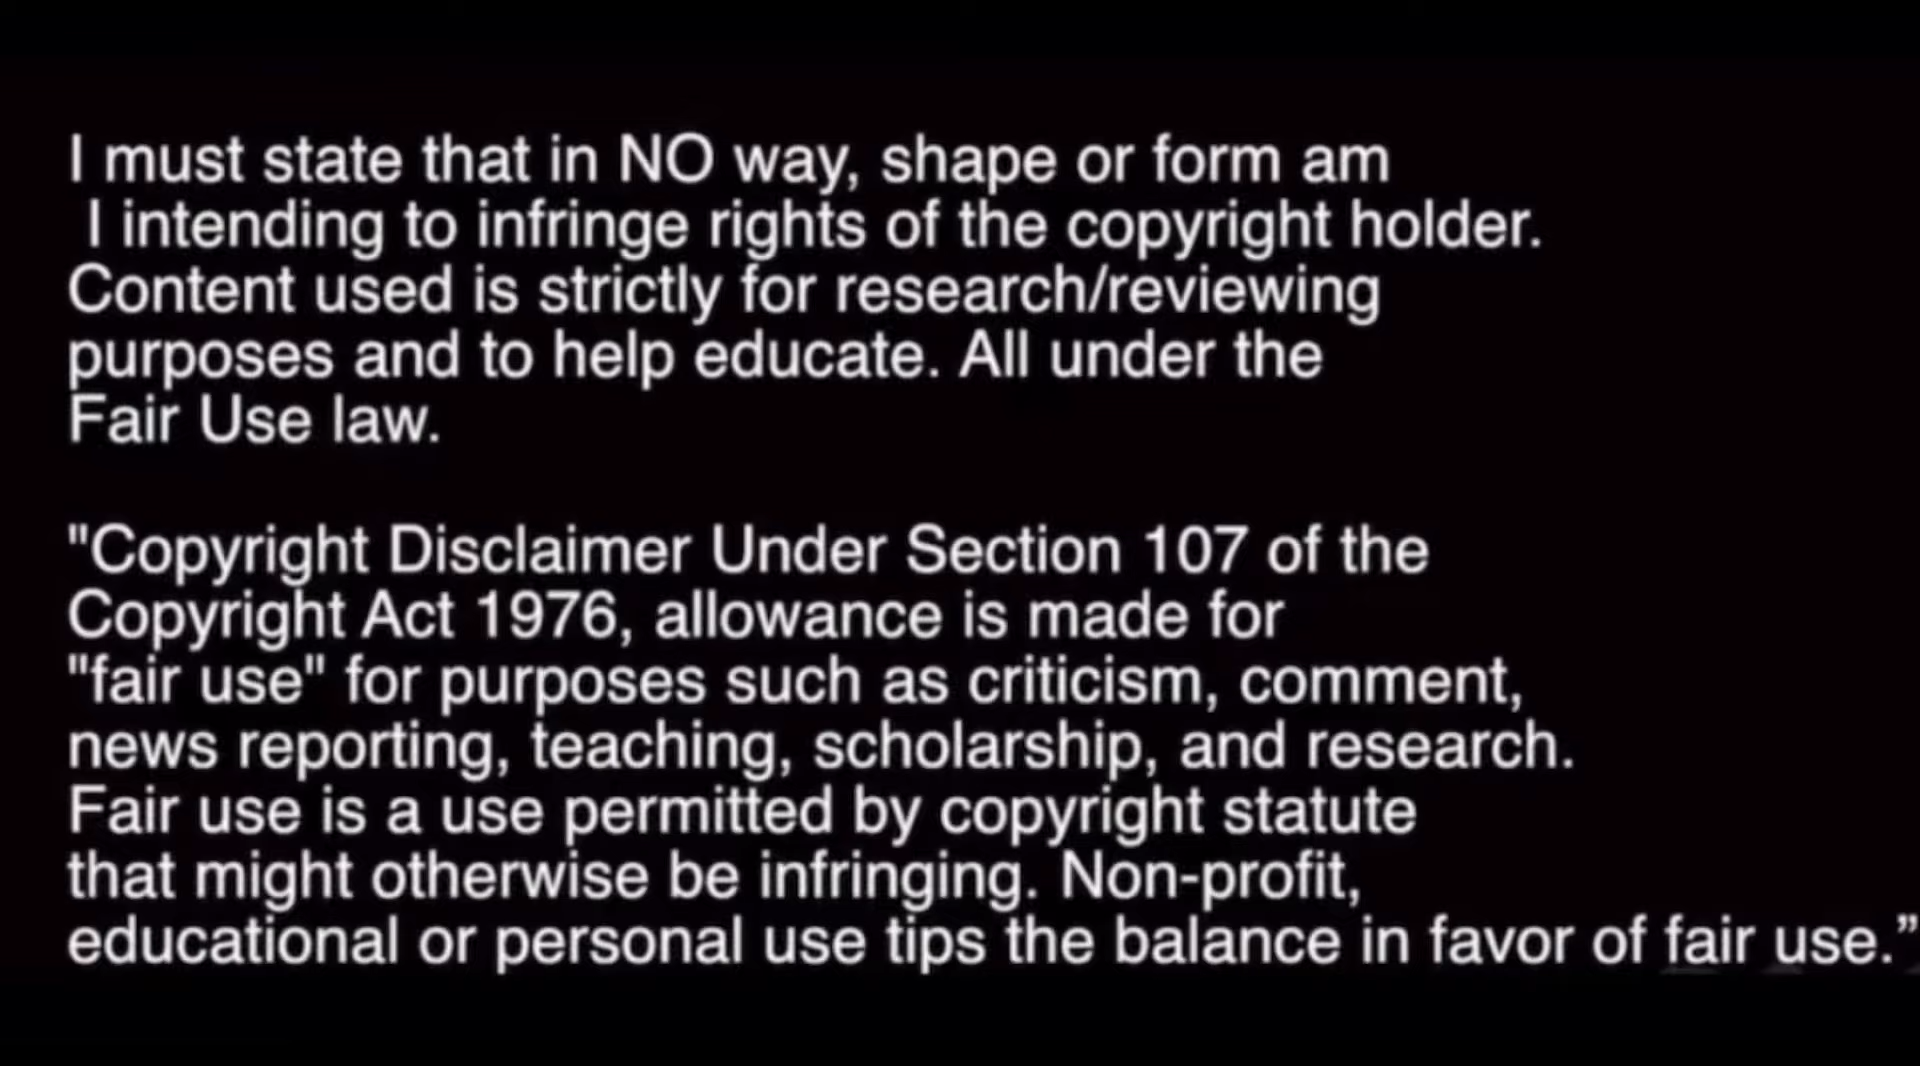 I must state that in NO way, shape or form am
I intending to infringe rights of the copyright holder.
Content used is strictly for research/reviewing
purposes and to help educate. All under the
Fair Use law.
"Copyright Disclaimer Under Section 107 of the
Copyright Act 1976, allowance is made for
"fair use" for purposes such as criticism, comment,
news reporting, teaching, scholarship, and research.
Fair use is a use permitted by copyright statute
that might otherwise be infringing. Non-profit,
educational or personal use tips the balance in favor of fair use.”